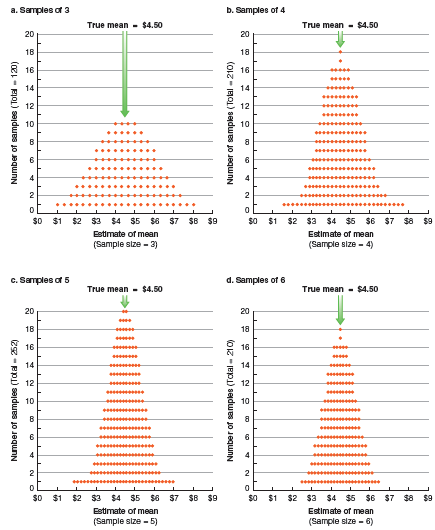 a. Samples of 3
True mean = $4.50
Number of samples (Total = 120)
20
18
16
14
12
10
8
6
4
2
0
$0 $1 $2 $3 $4 $5 $6 $7 $8 $9
Estimate of mean
(Sample size = 3)
b. Samples of 4
True mean = $4.50
Number of samples (Total = 210)
20
18
16
14
12
10
8
6
4
2
0
$0 $1 $2 $3 $4 $5 $6 $7 $8 $9
Estimate of mean
(Sample size = 4)
c. Samples of 5
True mean = $4.50
Number of samples (Total = 252)
20
18
16
14
12
10
8
6
4
2
0
$0 $1 $2 $3 $4 $5 $6 $7 $8 $9
Estimate of mean
(Sample size = 5)
d. Samples of 6
True mean = $4.50
Number of samples (Total = 210)
20
18
16
14
12
10
8
6
4
2
0
$0 $1 $2 $3 $4 $5 $6 $7 $8 $9
Estimate of mean
(Sample size = 6)